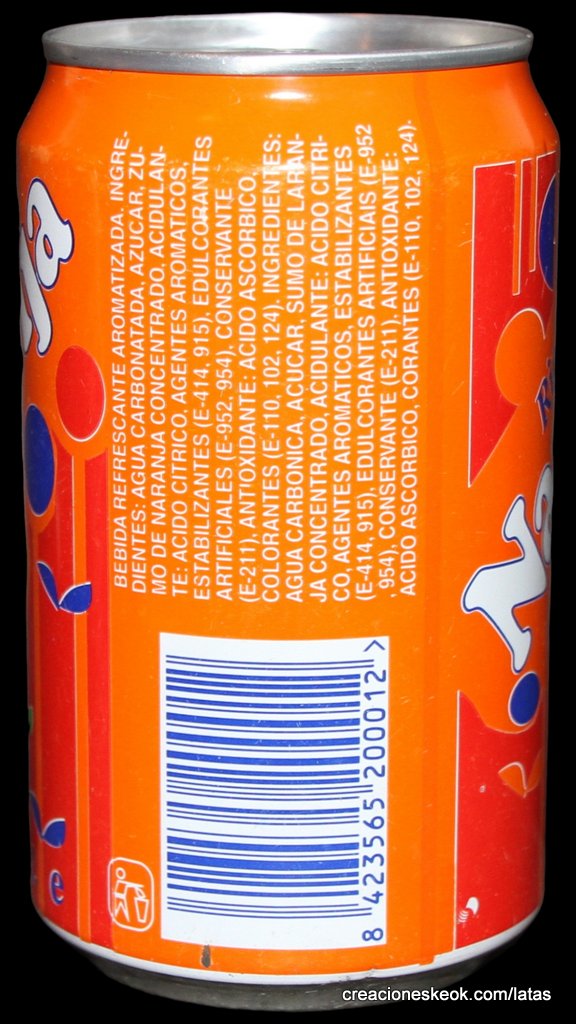 BEBIDA REFRESCANTE AROMATIZADA. INGRE-
DIENTES: AGUA CARBONATADA, AZUCAR, ZU-
MO DE NARANJA CONCENTRADO, ACIDULAN-
TE: ACIDO CITRICO, AGENTES AROMATICOS,
ESTABILIZANTES (E-414, 915), EDULCORANTES
ARTIFICIALES (E-952, 954), CONSERVANTE
(E-211), ANTIOXIDANTE: ACIDO ASCORBICO,
COLORANTES (E-110, 102, 124). INGREDIENTES:
AGUA CARBONICA, AÇUCAR, SUMO DE LARAN-
JA CONCENTRADO, ACIDULANTE: ACIDO CITRI-
CO, AGENTES AROMATICOS, ESTABILIZANTES
(E-414, 915), EDULCORANTES ARTIFICIAIS (E-952
, 954), CONSERVANTE (E-211), ANTIOXIDANTE:
ACIDO ASCORBICO, CORANTES (E-110, 102, 124).
8 423565 200012 >
creacioneskeok.com/latas